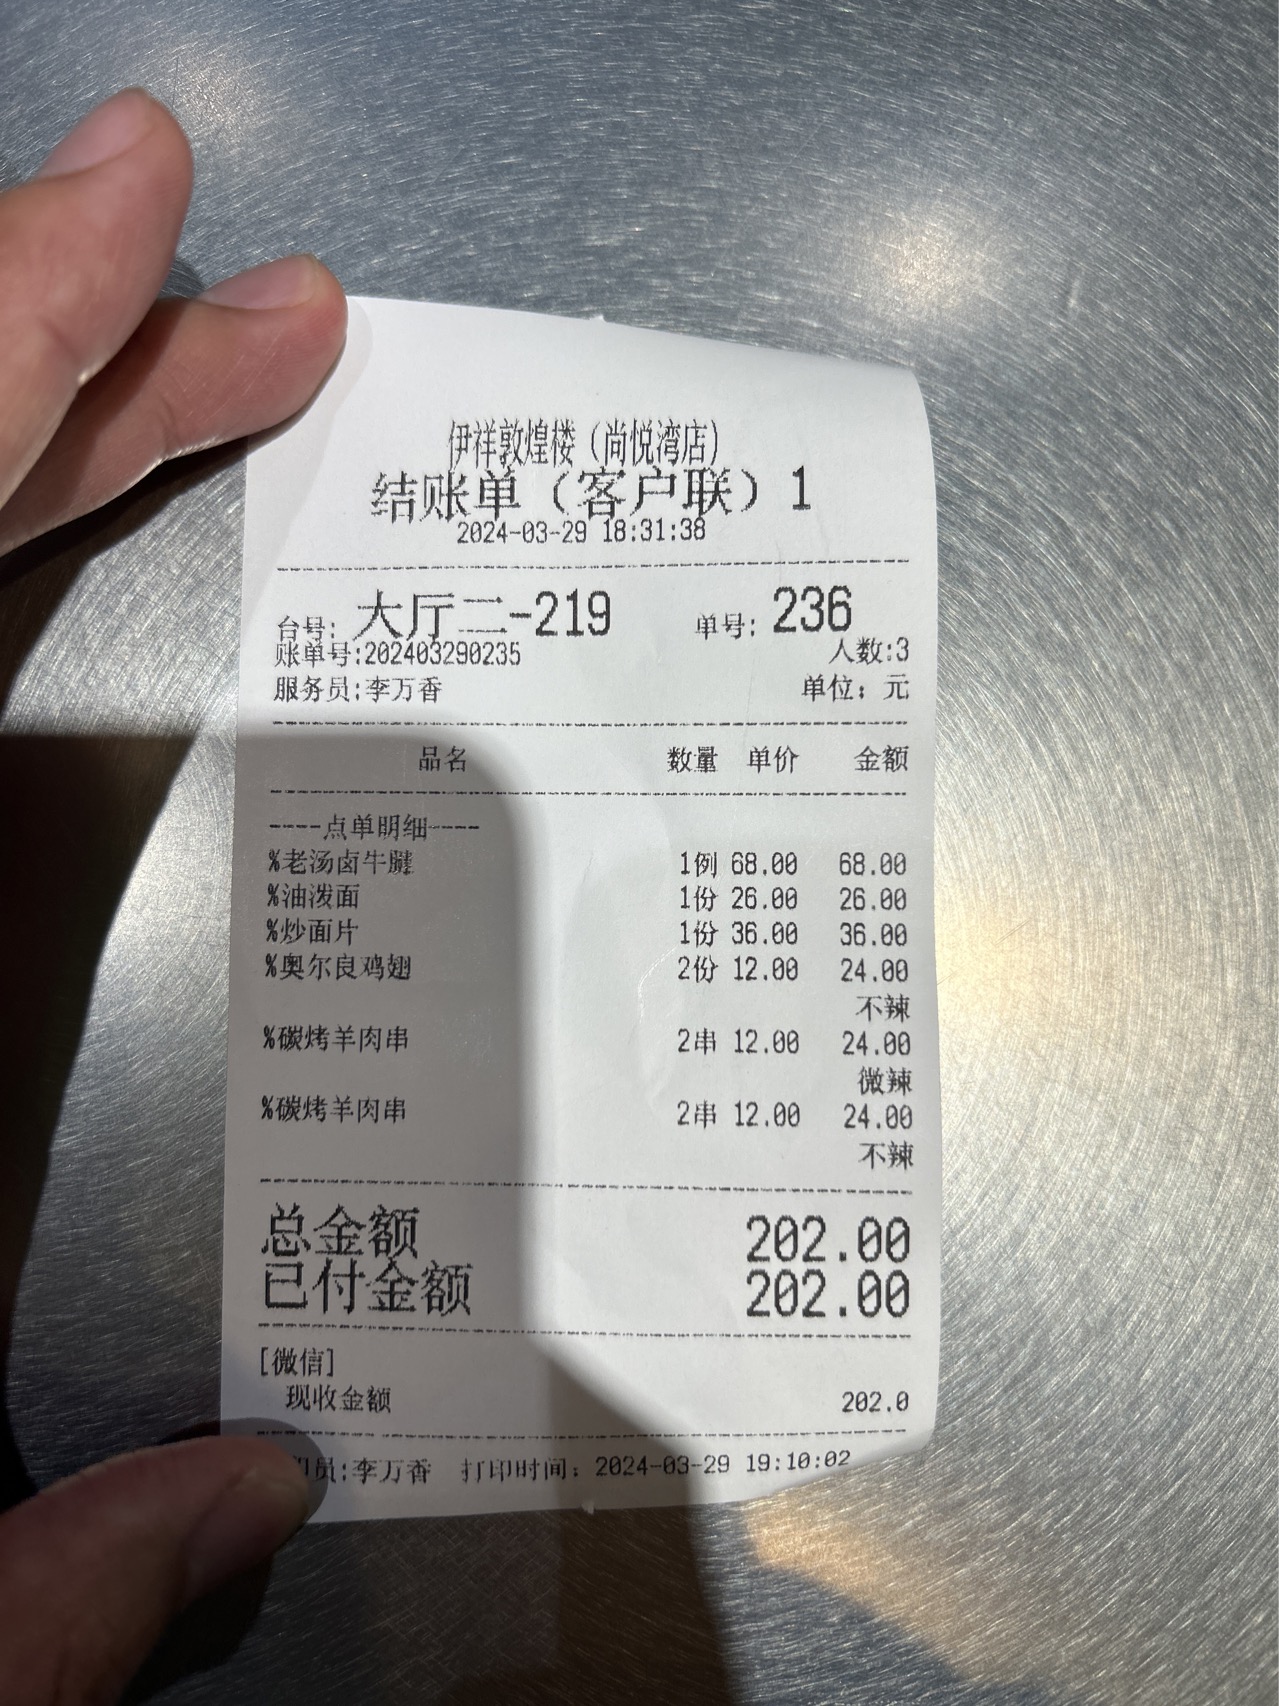 伊祥敦煌楼（尚悦湾店）
结账单（客户联）1
2024-03-29 18:31:38
台号: 大厅二-219 单号: 236
账单号:202403290235 人数:3
服务员:李万香 单位：元
品名 数量 单价 金额
----点单明细----
%老汤卤牛腱 1例 68.00 68.00
%油泼面 1份 26.00 26.00
%炒面片 1份 36.00 36.00
%奥尔良鸡翅 2份 12.00 24.00
不辣
%碳烤羊肉串 2串 12.00 24.00
微辣
%碳烤羊肉串 2串 12.00 24.00
不辣
总金额 202.00
已付金额 202.00
[微信]
现收金额 202.0
印员:李万香 打印时间：2024-03-29 19:10:02